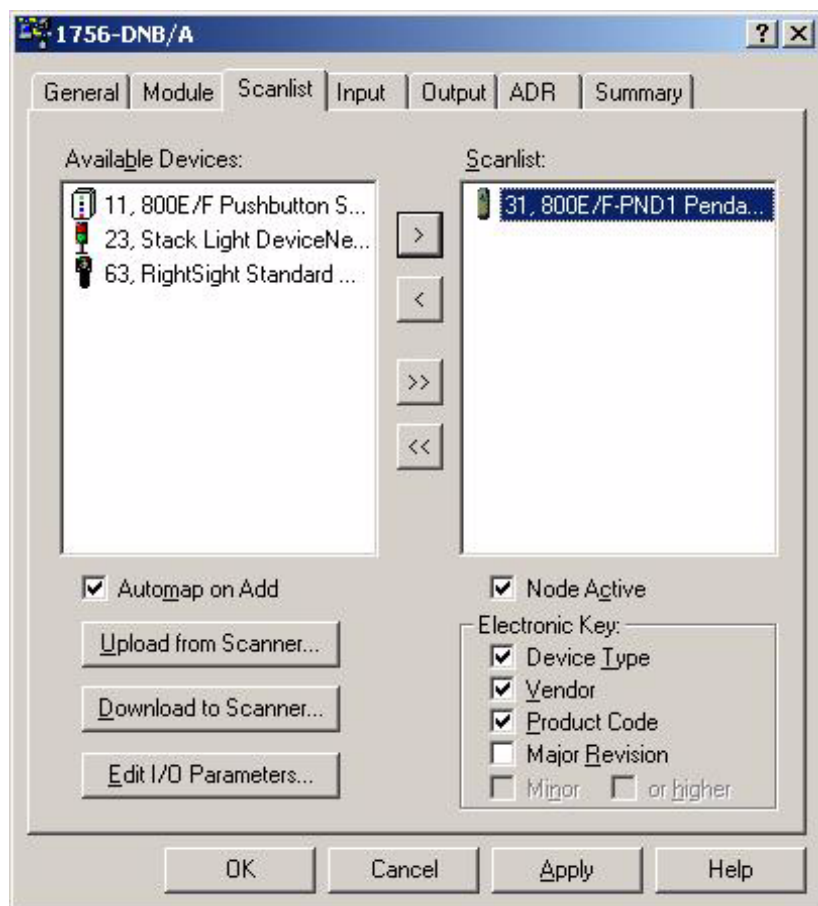 1756-DNB/A
General Module Scanlist Input Output ADR Summary
Available Devices:
11, 800E/F Pushbutton S...
23, Stack Light DeviceNe...
63, RightSight Standard ...
>
<
>>
<<
Scanlist:
31, 800E/F-PND1 Penda...
Automap on Add
Upload from Scanner...
Download to Scanner...
Edit I/O Parameters...
Node Active
Electronic Key:
Device Type
Vendor
Product Code
Major Revision
Minor or higher
OK Cancel Apply Help